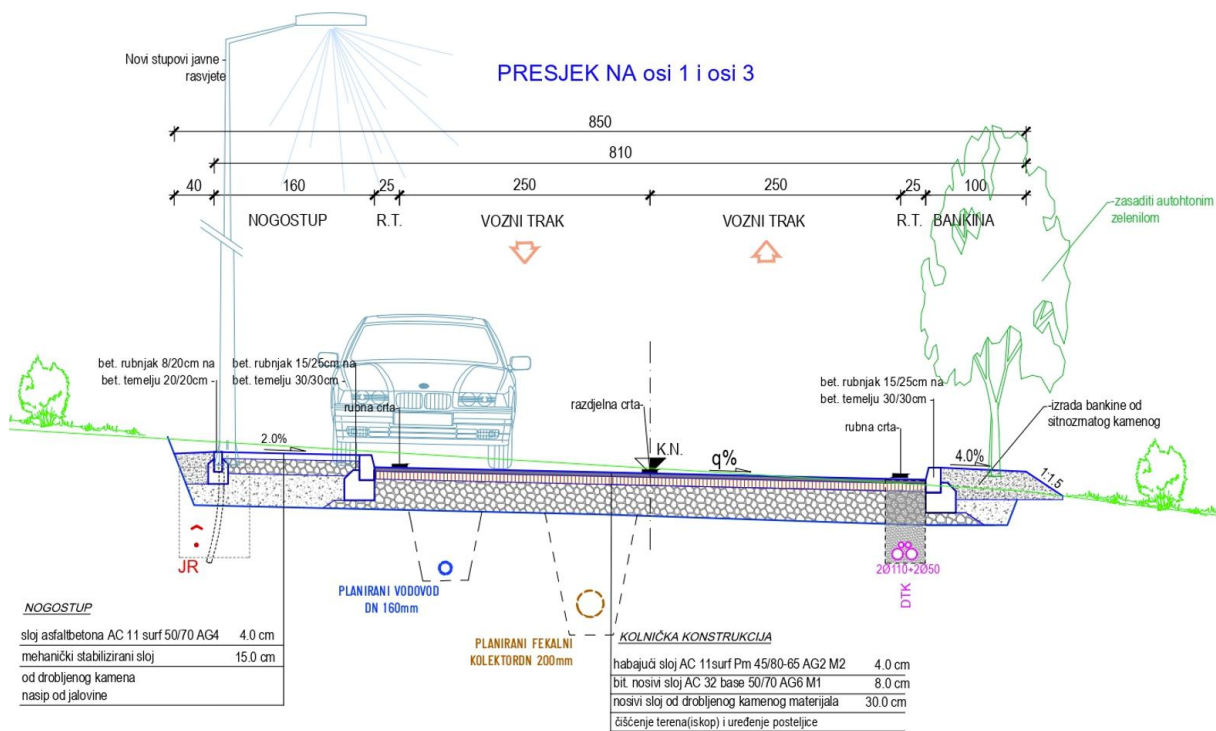 Novi stupovi javne
rasvjete
PRESJEK NA osi 1 i osi 3
850
810
40 160 25 250 250 25 100
NOGOSTUP R.T. VOZNI TRAK VOZNI TRAK R.T. BANKINA
zasaditi autohtonim
zelenilom
bet. rubnjak 8/20cm na
bet. temelju 20/20cm
bet. rubnjak 15/25cm na
bet. temelju 30/30cm
rubna crta
razdjelna crta
K.N.
bet. rubnjak 15/25cm na
bet. temelju 30/30cm
rubna crta
izrada bankine od
sitnozrnatog kamenog
2.0%
q%
4.0%
1:1.5
JR
PLANIRANI VODOVOD
DN 160mm
PLANIRANI FEKALNI
KOLEKTORDN 200mm
2Ø110+2Ø50
DTK
NOGOSTUP
sloj asfaltbetona AC 11 surf 50/70 AG4 4.0 cm
mehanički stabilizirani sloj 15.0 cm
od drobljenog kamena
nasip od jalovine
KOLNIČKA KONSTRUKCIJA
habajući sloj AC 11surf Pm 45/80-65 AG2 M2 4.0 cm
bit. nosivi sloj AC 32 base 50/70 AG6 M1 8.0 cm
nosivi sloj od drobljenog kamenog materijala 30.0 cm
čišćenje terena(iskop) i uređenje posteljice